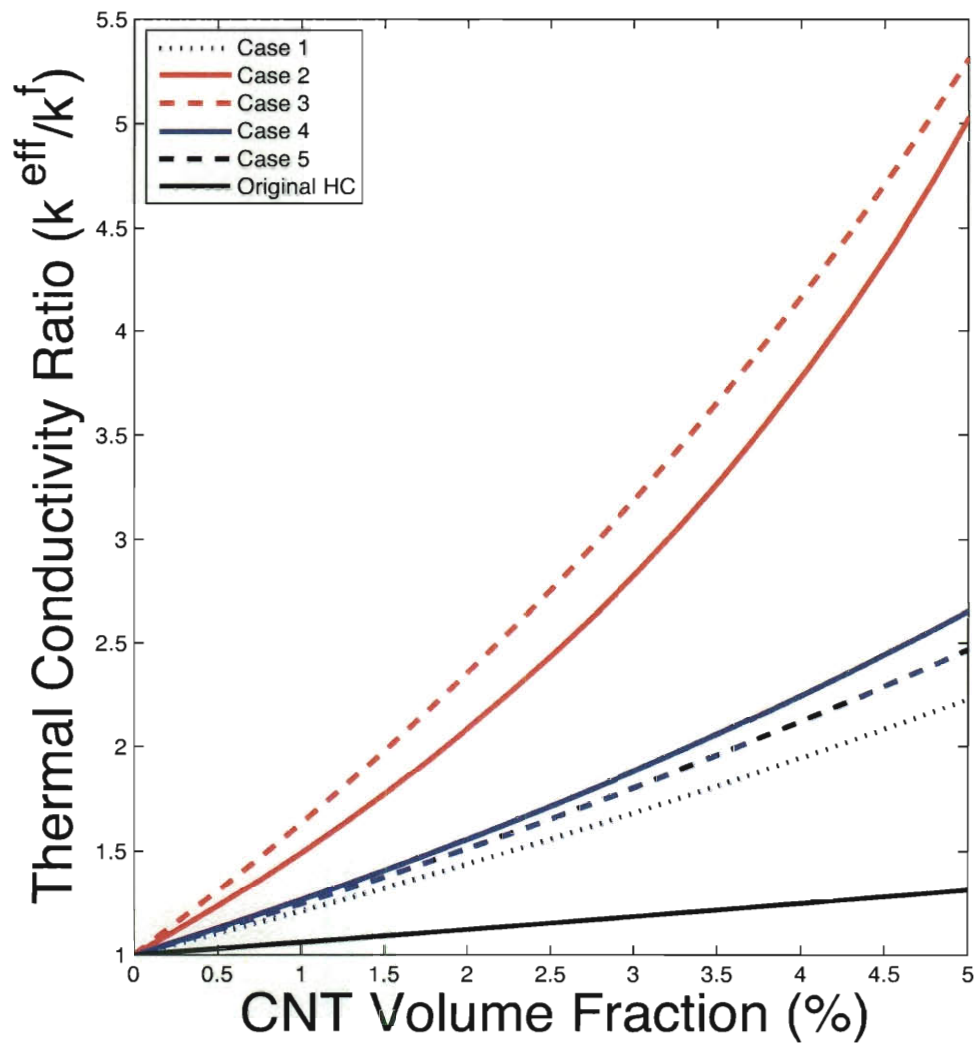 5.5
5
4.5
4
3.5
3
2.5
2
1.5
1
Thermal Conductivity Ratio (k eff/kf)
Case 1
Case 2
Case 3
Case 4
Case 5
Original HC
0 0.5 1 1.5 2 2.5 3 3.5 4 4.5 5
CNT Volume Fraction (%)